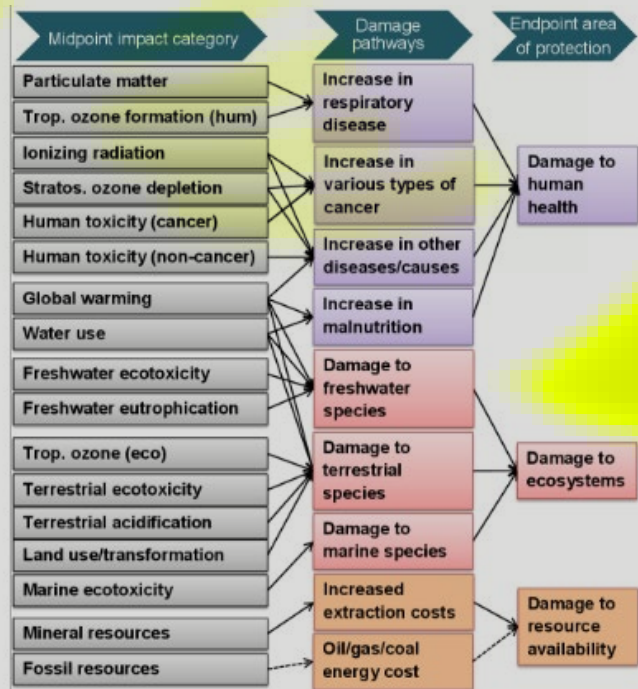 Midpoint impact category
Damage
pathways
Endpoint area
of protection
Particulate matter
Trop. ozone formation (hum)
Ionizing radiation
Stratos. ozone depletion
Human toxicity (cancer)
Human toxicity (non-cancer)
Global warming
Water use
Freshwater ecotoxicity
Freshwater eutrophication
Trop. ozone (eco)
Terrestrial ecotoxicity
Terrestrial acidification
Land use/transformation
Marine ecotoxicity
Mineral resources
Fossil resources
Increase in
respiratory
disease
Increase in
various types of
cancer
Increase in other
diseases/causes
Increase in
malnutrition
Damage to
freshwater
species
Damage to
terrestrial
species
Damage to
marine species
Increased
extraction costs
Oil/gas/coal
energy cost
Damage to
human
health
Damage to
ecosystems
Damage to
resource
availability